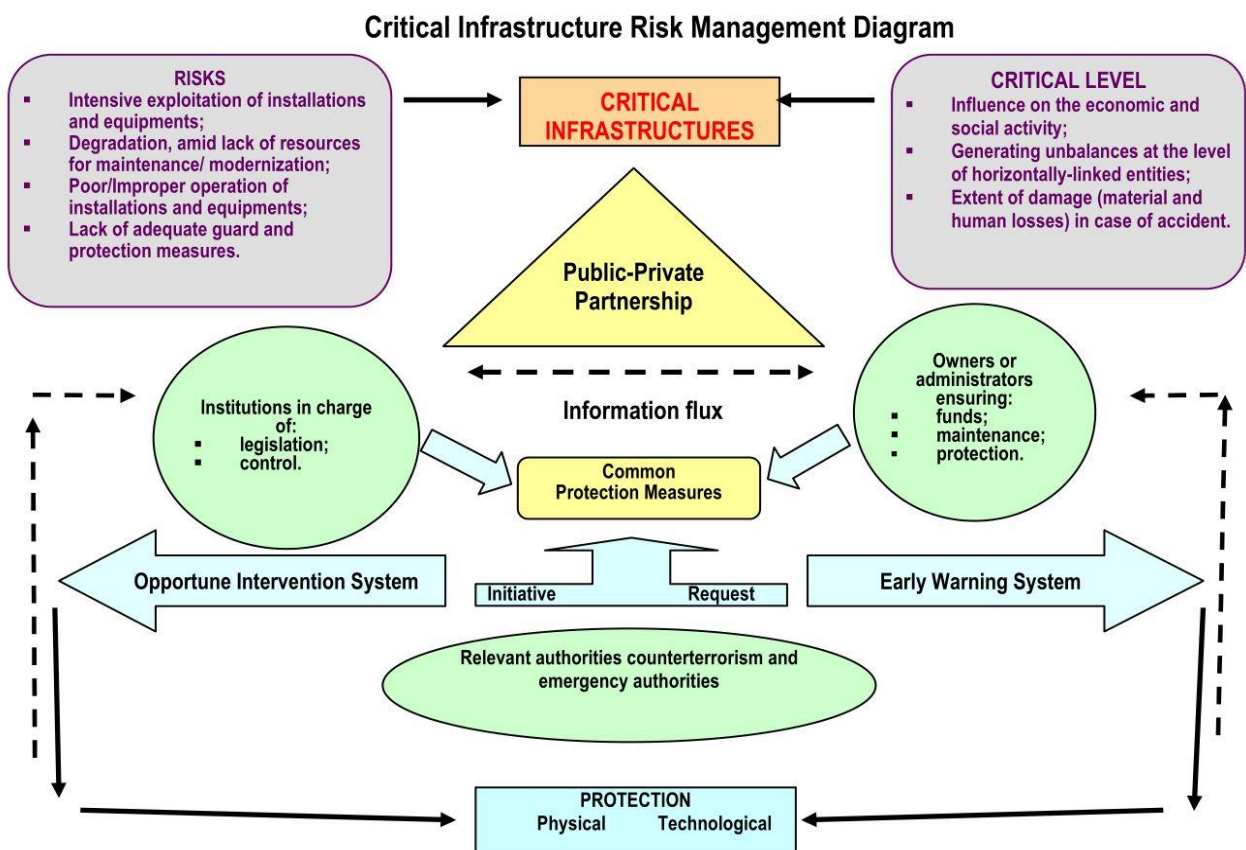 Critical Infrastructure Risk Management Diagram
RISKS
▪ Intensive exploitation of installations
and equipments;
▪ Degradation, amid lack of resources
for maintenance/ modernization;
▪ Poor/Improper operation of
installations and equipments;
▪ Lack of adequate guard and
protection measures.
CRITICAL
INFRASTRUCTURES
CRITICAL LEVEL
▪ Influence on the economic and
social activity;
▪ Generating unbalances at the level
of horizontally-linked entities;
▪ Extent of damage (material and
human losses) in case of accident.
Public-Private
Partnership
Institutions in charge
of:
▪ legislation;
▪ control.
Information flux
Owners or
administrators
ensuring:
▪ funds;
▪ maintenance;
▪ protection.
Common
Protection Measures
Opportune Intervention System
Initiative Request
Early Warning System
Relevant authorities counterterrorism and
emergency authorities
PROTECTION
Physical Technological